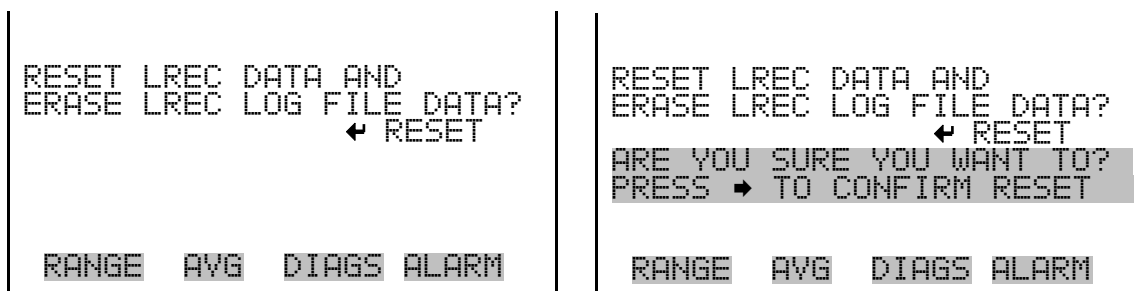 RESET LREC DATA AND
ERASE LREC LOG FILE DATA?
↵ RESET
RANGE AVG DIAGS ALARM
RESET LREC DATA AND
ERASE LREC LOG FILE DATA?
↵ RESET
ARE YOU SURE YOU WANT TO?
PRESS → TO CONFIRM RESET
RANGE AVG DIAGS ALARM